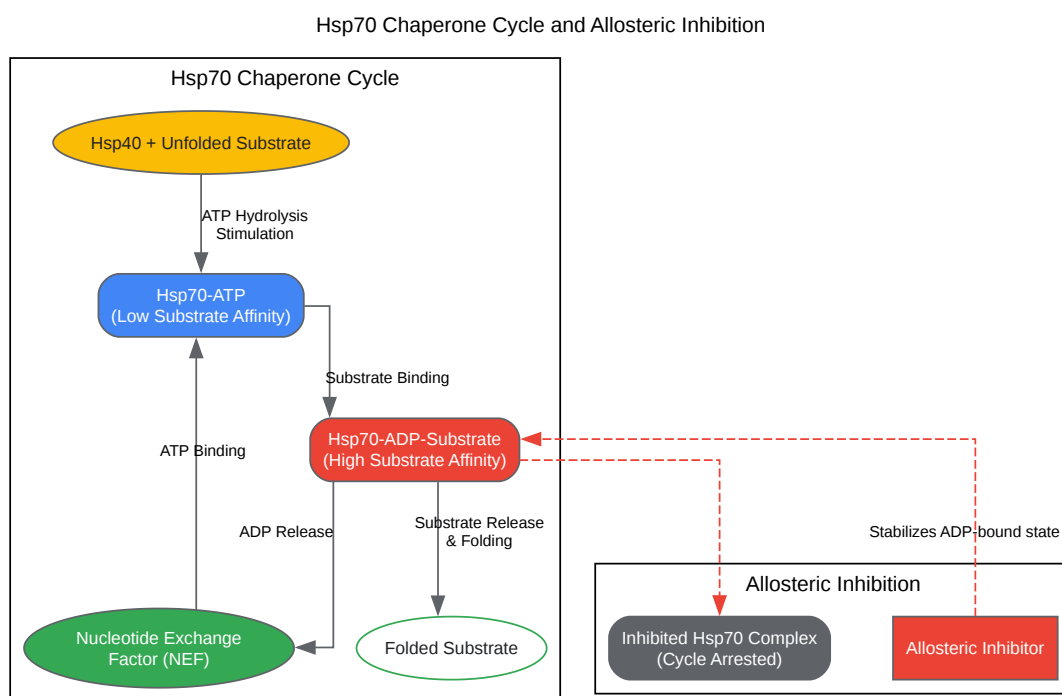 Hsp70 Chaperone Cycle and Allosteric Inhibition
Hsp70 Chaperone Cycle
Hsp40 + Unfolded Substrate
ATP Hydrolysis
Stimulation
Hsp70-ATP
(Low Substrate Affinity)
Substrate Binding
Hsp70-ADP-Substrate
(High Substrate Affinity)
ATP Binding
ADP Release
Substrate Release
& Folding
Stabilizes ADP-bound state
Nucleotide Exchange
Factor (NEF)
Folded Substrate
Allosteric Inhibition
Inhibited Hsp70 Complex
(Cycle Arrested)
Allosteric Inhibitor